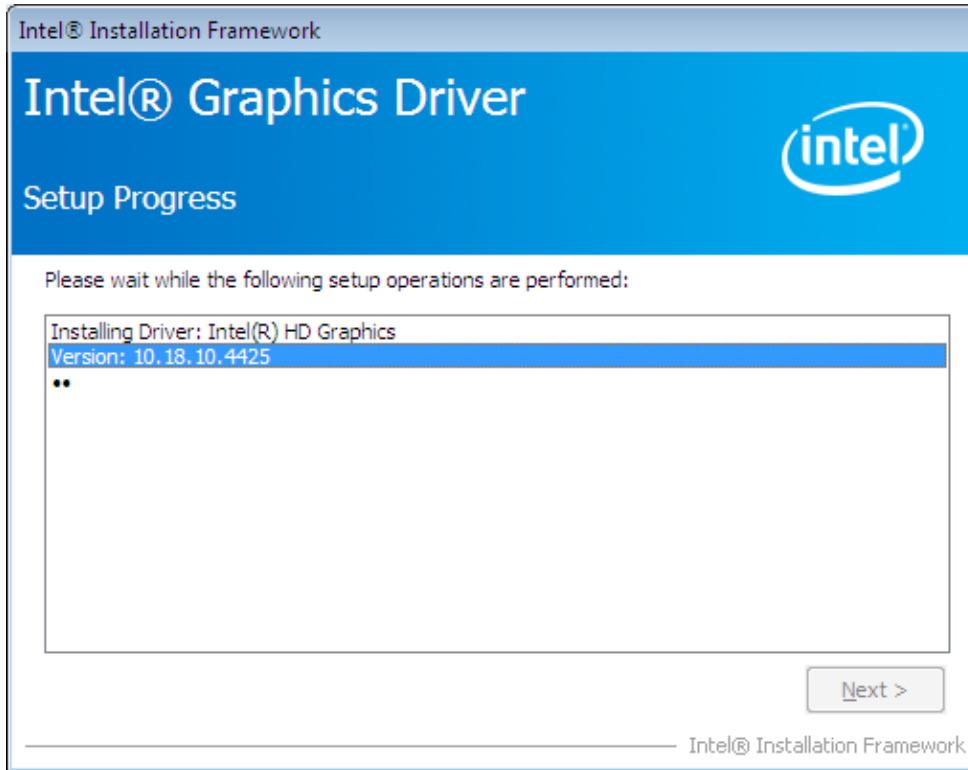 Intel® Installation Framework
Intel® Graphics Driver
intel
Setup Progress
Please wait while the following setup operations are performed:
Installing Driver: Intel(R) HD Graphics
Version: 10.18.10.4425
••
Next >
Intel® Installation Framework